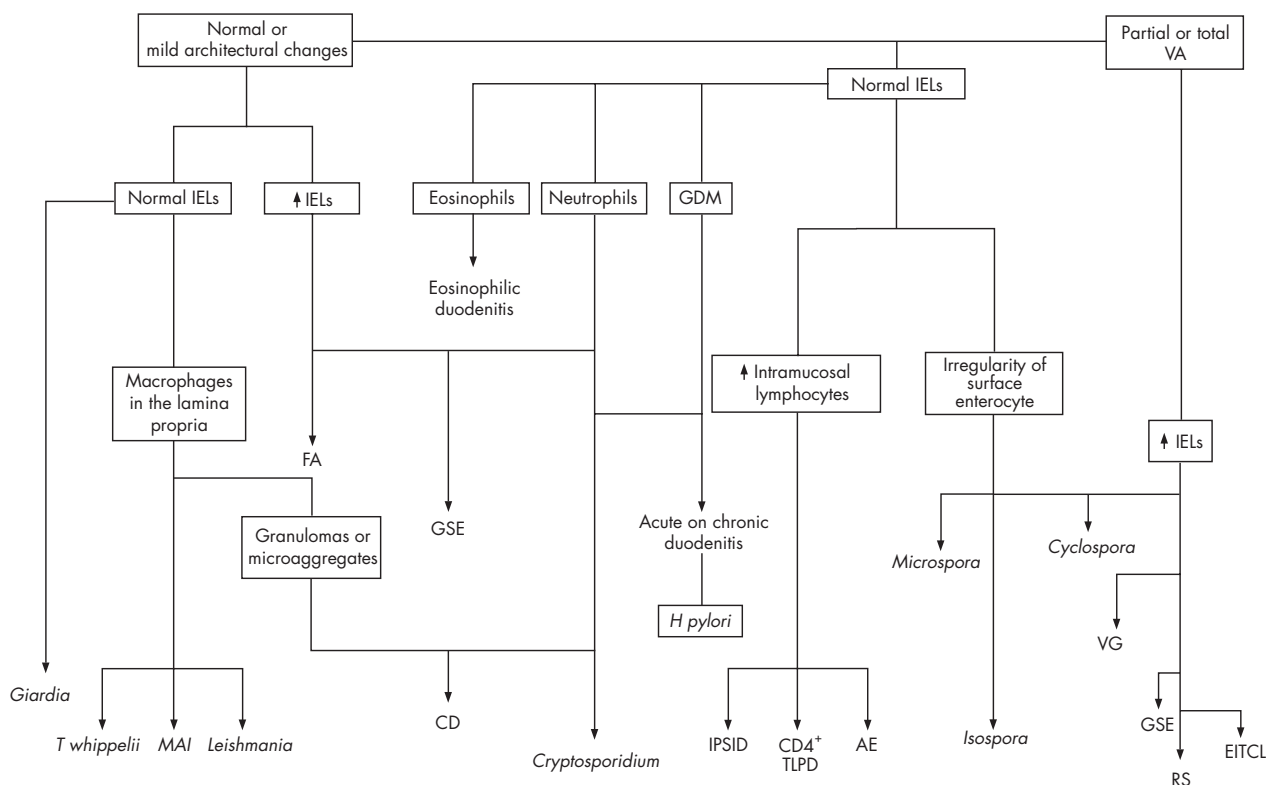 Normal or
mild architectural changes
Partial or total
VA
Normal IELs
Normal IELs
↑ IELs
Eosinophils
Neutrophils
GDM
Eosinophilic
duodenitis
Macrophages
in the lamina
propria
↑ Intramucosal
lymphocytes
Irregularity of
surface
enterocyte
↑ IELs
FA
GSE
Granulomas or
microaggregates
Acute on chronic
duodenitis
Microspora
Cyclospora
H pylori
VG
Giardia
T whippelii
MAI
Leishmania
CD
Cryptosporidium
IPSID
CD4+
TLPD
AE
Isospora
GSE
EITCL
RS